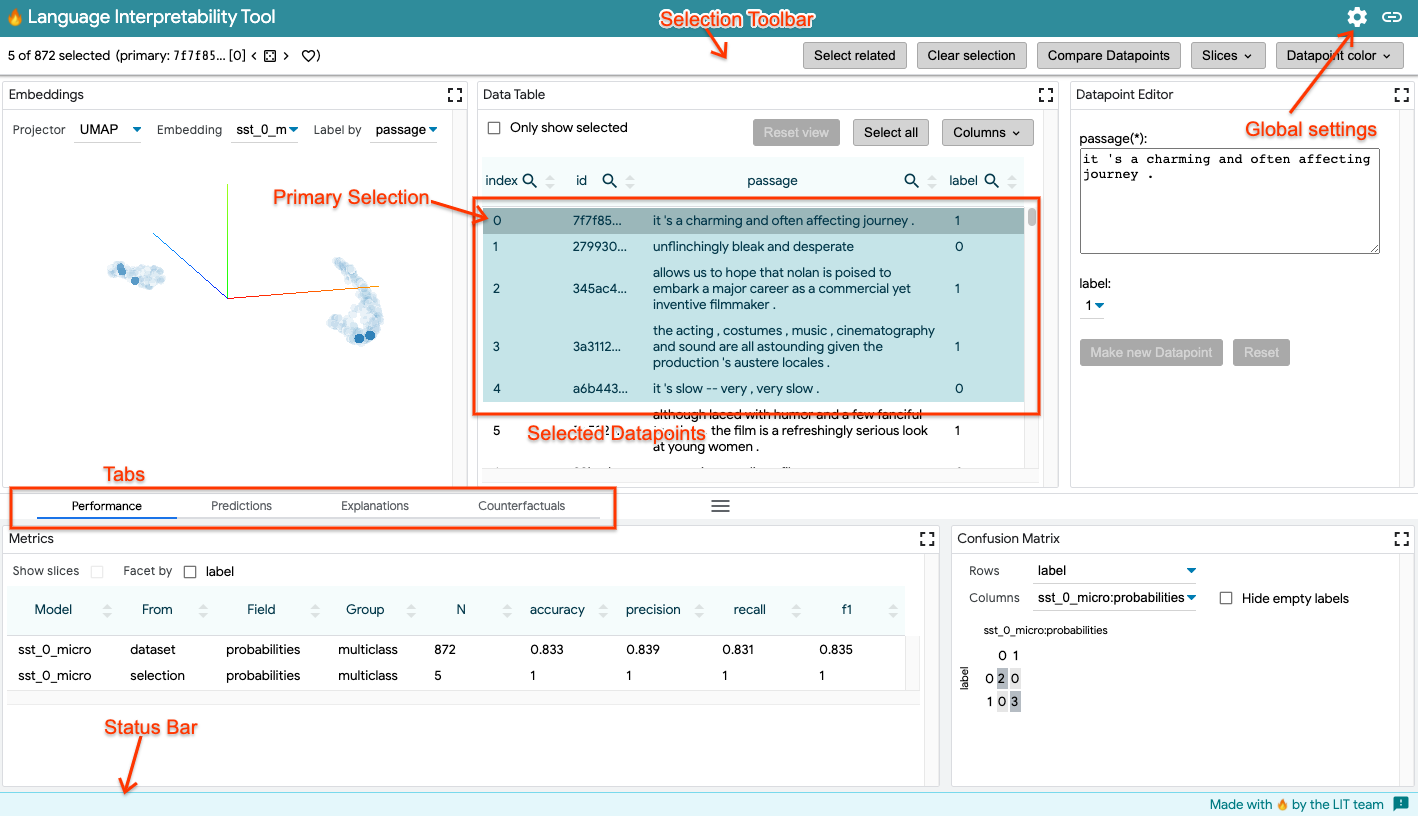 Language Interpretability Tool
Selection Toolbar
5 of 872 selected (primary: 7f7f85... [0] < >
Select related
Clear selection
Compare Datapoints
Slices
Datapoint color
Embeddings
Projector UMAP Embedding sst_0_m Label by passage
Primary Selection
Data Table
Only show selected
Reset view
Select all
Columns
index id passage label
0 7f7f85... it 's a charming and often affecting journey . 1
1 279930... unflinchingly bleak and desperate 0
2 345ac4... allows us to hope that nolan is poised to
embark a major career as a commercial yet
inventive filmmaker . 1
3 3a3112... the acting , costumes , music , cinematography
and sound are all astounding given the
production 's austere locales . 1
4 a6b443... it 's slow -- very , very slow . 0
although laced with humor and a few fanciful
5 the film is a refreshingly serious look 1
at young women .
Selected Datapoints
Datapoint Editor
Global settings
passage(*):
it 's a charming and often affecting
journey .
label:
1
Make new Datapoint
Reset
Tabs
Performance Predictions Explanations Counterfactuals
Metrics
Show slices Facet by label
Model From Field Group N accuracy precision recall f1
sst_0_micro dataset probabilities multiclass 872 0.833 0.839 0.831 0.835
sst_0_micro selection probabilities multiclass 5 1 1 1 1
Status Bar
Confusion Matrix
Rows label
Columns sst_0_micro:probabilities Hide empty labels
sst_0_micro:probabilities
0 1
label
0 2 0
1 0 3
Made with by the LIT team